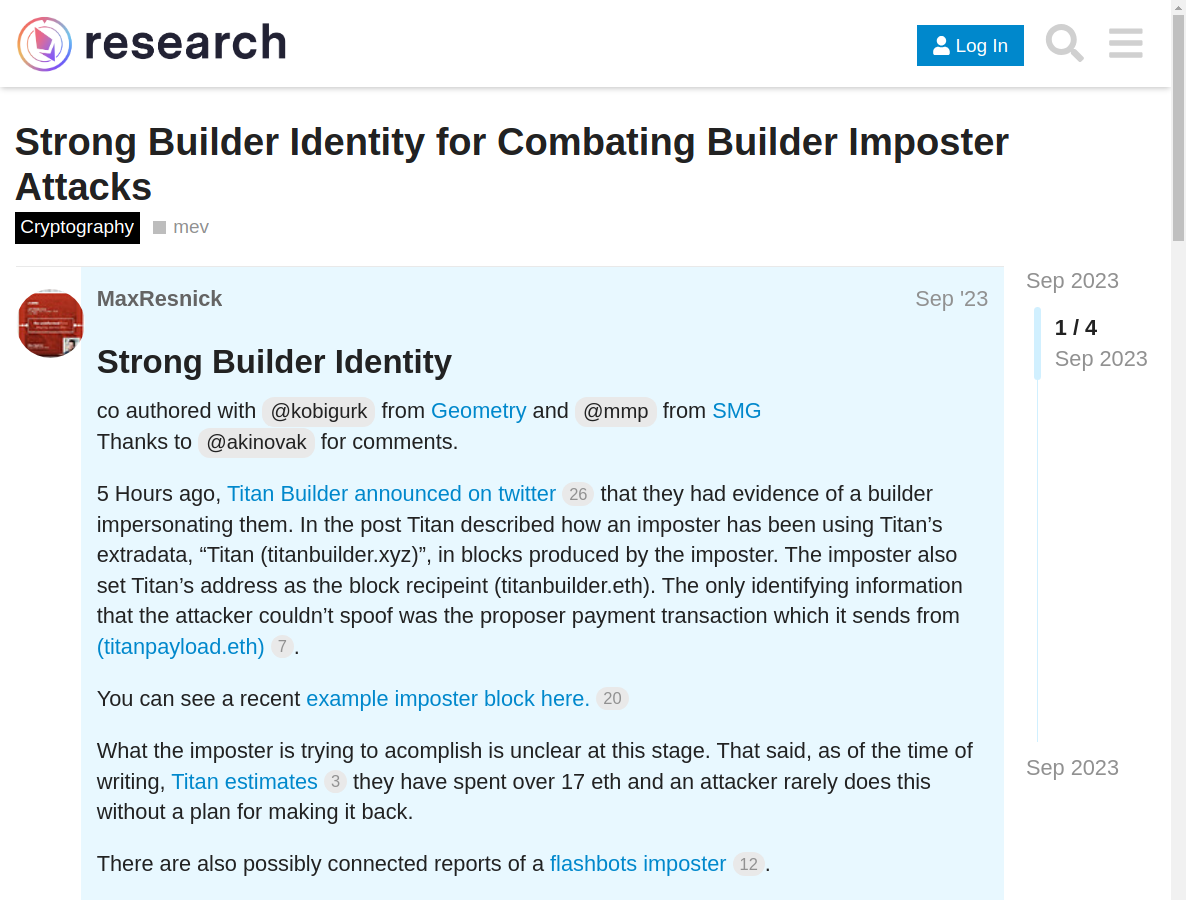 research
Log In
Strong Builder Identity for Combating Builder Imposter
Attacks
Cryptography mev
MaxResnick Sep '23
Sep 2023
1 / 4
Sep 2023
Strong Builder Identity
co authored with @kobigurk from Geometry and @mmp from SMG
Thanks to @akinovak for comments.
5 Hours ago, Titan Builder announced on twitter 26 that they had evidence of a builder
impersonating them. In the post Titan described how an imposter has been using Titan’s
extradata, “Titan (titanbuilder.xyz)”, in blocks produced by the imposter. The imposter also
set Titan’s address as the block recipeint (titanbuilder.eth). The only identifying information
that the attacker couldn’t spoof was the proposer payment transaction which it sends from
(titanpayload.eth) 7 .
You can see a recent example imposter block here. 20
What the imposter is trying to acomplish is unclear at this stage. That said, as of the time of
writing, Titan estimates 3 they have spent over 17 eth and an attacker rarely does this
without a plan for making it back.
There are also possibly connected reports of a flashbots imposter 12 .
Sep 2023